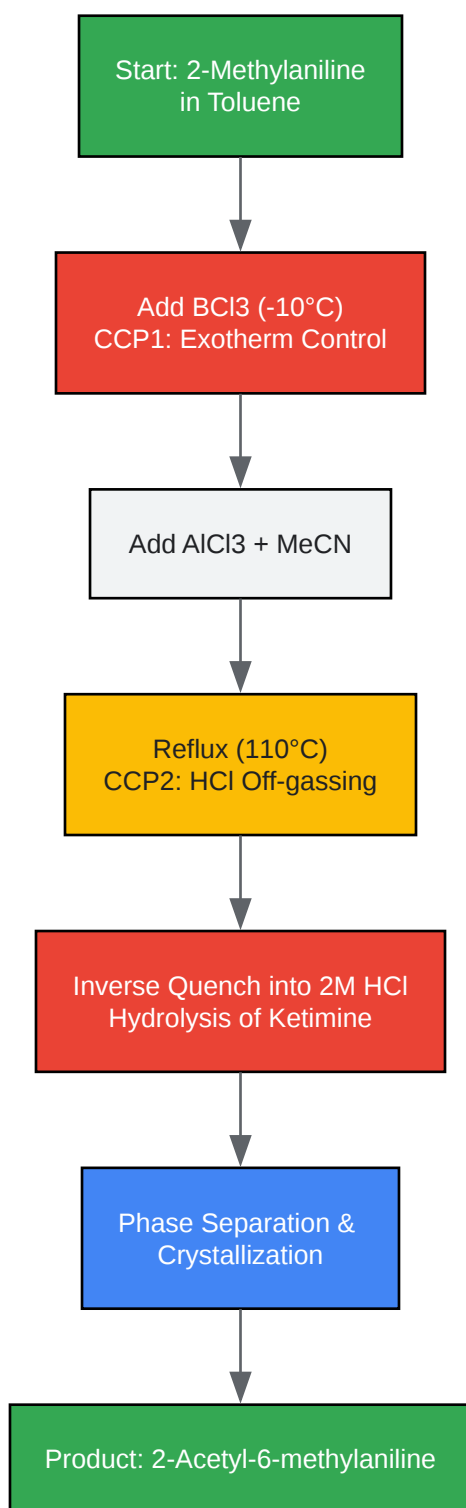 Start: 2-Methylaniline
in Toluene
Add BCl3 (-10°C)
CCP1: Exotherm Control
Add AlCl3 + MeCN
Reflux (110°C)
CCP2: HCl Off-gassing
Inverse Quench into 2M HCl
Hydrolysis of Ketimine
Phase Separation &
Crystallization
Product: 2-Acetyl-6-methylaniline